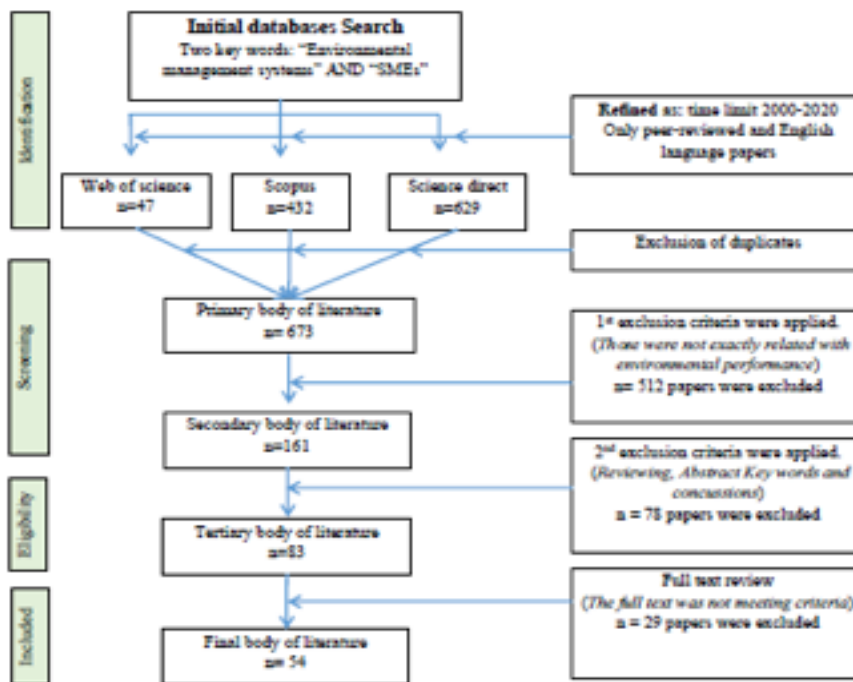 Identification
Initial databases Search
Two key words: “Environmental
management systems” AND “SMEs”
Refined as: time limit 2000-2020
Only peer-reviewed and English
language papers
Web of science
n=47
Scopus
n=432
Science direct
n=629
Exclusion of duplicates
Screening
Primary body of literature
n= 673
1st exclusion criteria were applied.
(Those were not exactly related with
environmental performance)
n= 512 papers were excluded
Secondary body of literature
n=161
2nd exclusion criteria were applied.
(Reviewing, Abstract Key words and
concussions)
n = 78 papers were excluded
Eligibility
Tertiary body of literature
n=83
Full text review
(The full text was not meeting criteria)
n = 29 papers were excluded
Included
Final body of literature
n= 54